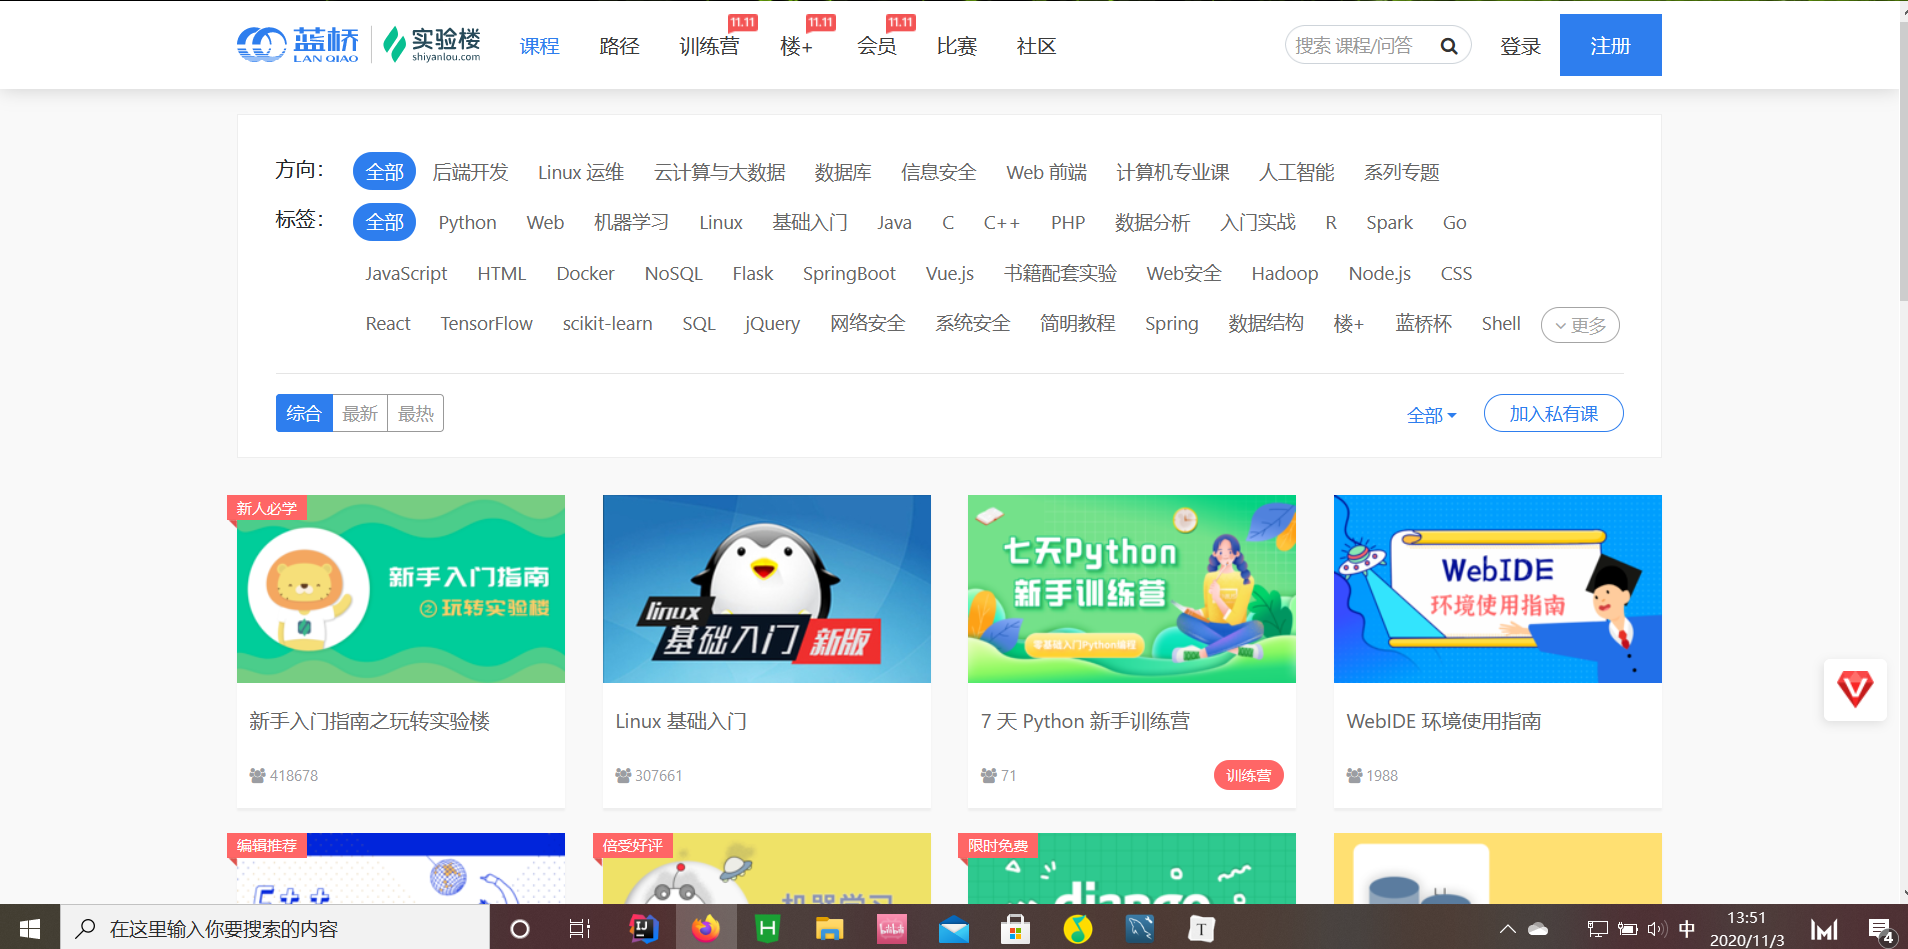 11.11 11.11 11.11
蓝桥 LAN QIAO 实验楼 shiyanlou.com 课程 路径 训练营 楼+ 会员 比赛 社区 搜索 课程/问答 登录 注册
方向： 全部 后端开发 Linux 运维 云计算与大数据 数据库 信息安全 Web 前端 计算机专业课 人工智能 系列专题
标签： 全部 Python Web 机器学习 Linux 基础入门 Java C C++ PHP 数据分析 入门实战 R Spark Go
JavaScript HTML Docker NoSQL Flask SpringBoot Vue.js 书籍配套实验 Web安全 Hadoop Node.js CSS
React TensorFlow scikit-learn SQL jQuery 网络安全 系统安全 简明教程 Spring 数据结构 楼+ 蓝桥杯 Shell 更多
综合 最新 最热 全部 加入私有课
新人必学
新手入门指南
②玩转实验楼
linux
基础入门 新版
七天Python
新手训练营
零基础入门Python编程
WebIDE
环境使用指南
新手入门指南之玩转实验楼 Linux 基础入门 7 天 Python 新手训练营 WebIDE 环境使用指南
418678 307661 71 训练营 1988
编辑推荐 倍受好评 限时免费
机器学习
django
在这里输入你要搜索的内容
中 13:51
2020/11/3
4